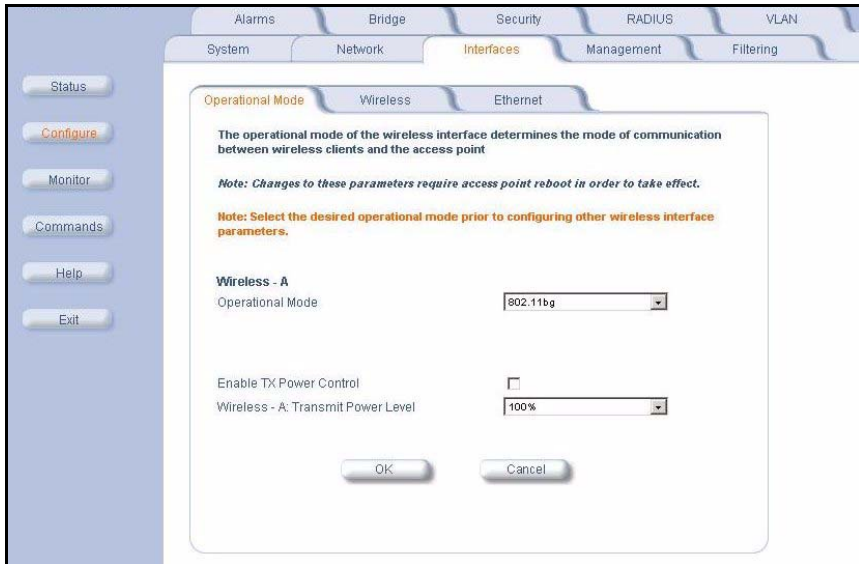 Alarms Bridge Security RADIUS VLAN
System Network Interfaces Management Filtering
Status
Configure
Monitor
Commands
Help
Exit
Operational Mode Wireless Ethernet
The operational mode of the wireless interface determines the mode of communication
between wireless clients and the access point
Note: Changes to these parameters require access point reboot in order to take effect.
Note: Select the desired operational mode prior to configuring other wireless interface
parameters.
Wireless - A
Operational Mode 802.11bg
Enable TX Power Control
Wireless - A: Transmit Power Level 100%
OK Cancel